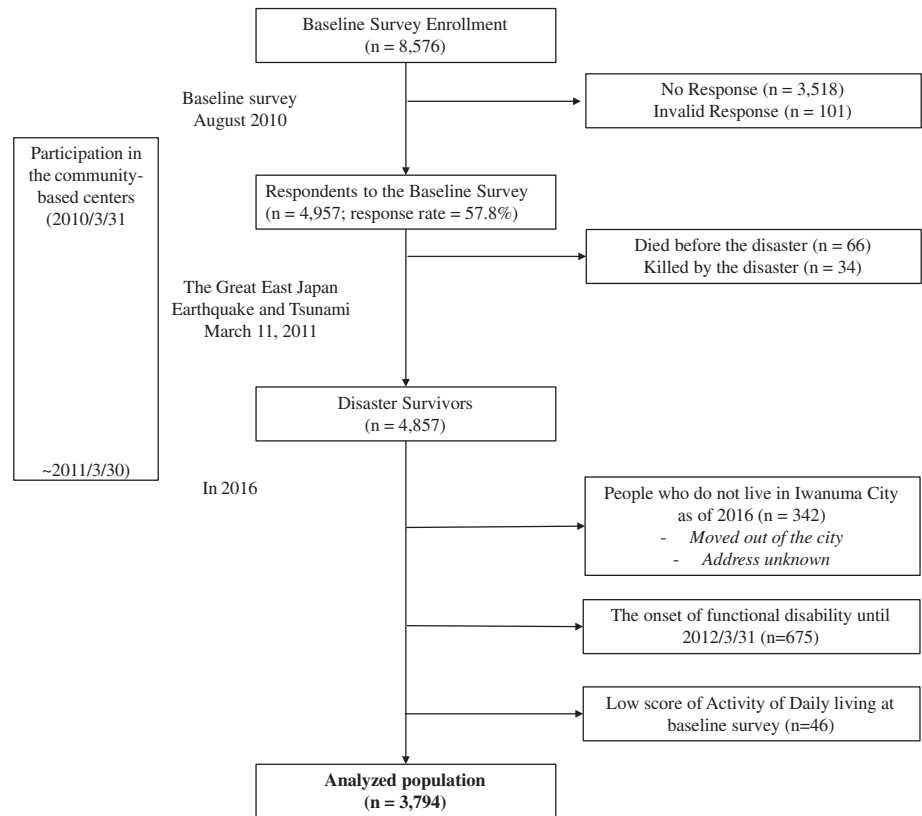 Baseline Survey Enrollment
(n = 8,576)
Baseline survey
August 2010
No Response (n = 3,518)
Invalid Response (n = 101)
Participation in
the community-
based centers
(2010/3/31
~2011/3/30)
Respondents to the Baseline Survey
(n = 4,957; response rate = 57.8%)
Died before the disaster (n = 66)
Killed by the disaster (n = 34)
The Great East Japan
Earthquake and Tsunami
March 11, 2011
Disaster Survivors
(n = 4,857)
In 2016
People who do not live in Iwanuma City
as of 2016 (n = 342)
- Moved out of the city
- Address unknown
The onset of functional disability until
2012/3/31 (n=675)
Low score of Activity of Daily living at
baseline survey (n=46)
Analyzed population
(n = 3,794)